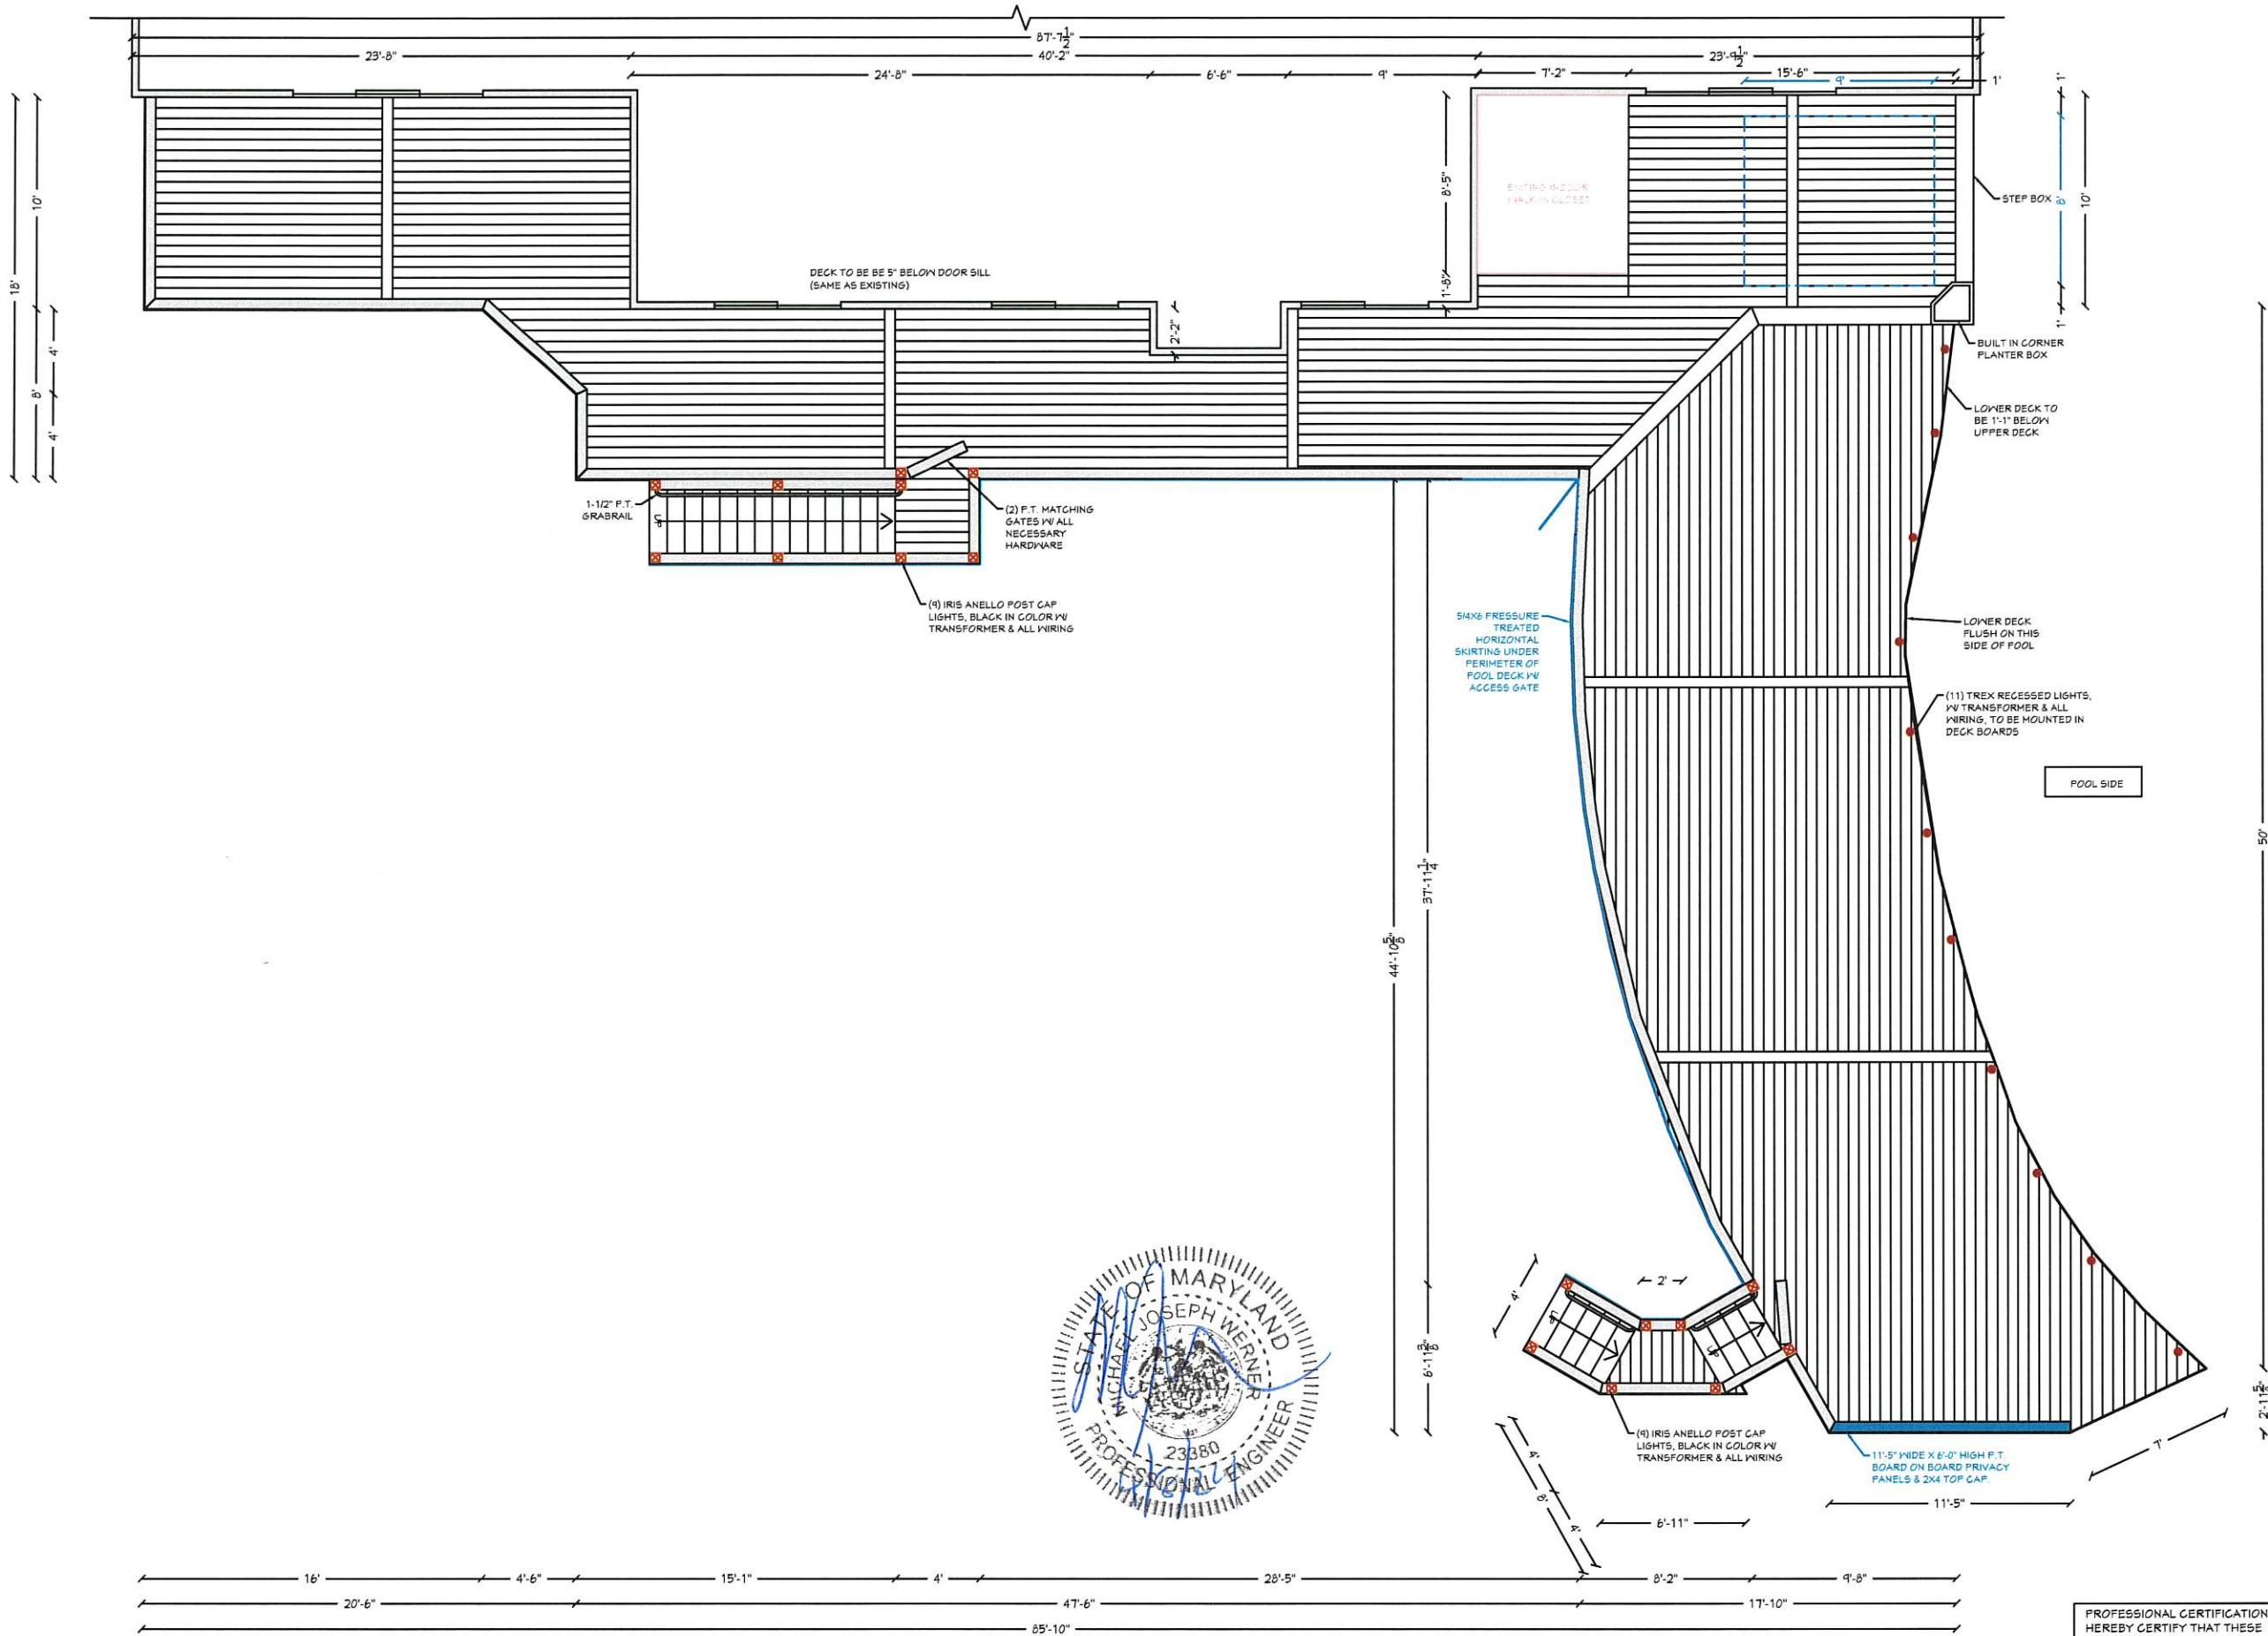 87'-7 1/2"
23'-8"
40'-2"
23'-9 1/2"
24'-8"
6'-6"
9'
7'-2"
15'-6"
9'
1'
1'
18'
10'
8'
4'
4'
8'-5"
1'-8"
2'-2"
8'
10'
1'
INDOOR
WALK-IN CLOSET
STEP BOX
DECK TO BE BE 5" BELOW DOOR SILL
(SAME AS EXISTING)
BUILT IN CORNER
PLANTER BOX
LOWER DECK TO
BE 1'-1" BELOW
UPPER DECK
1-1/2" P.T.
GRABRAIL
UP
(2) P.T. MATCHING
GATES W/ ALL
NECESSARY
HARDWARE
(9) IRIS ANELLO POST CAP
LIGHTS, BLACK IN COLOR W/
TRANSFORMER & ALL WIRING
5/4X6 PRESSURE
TREATED
HORIZONTAL
SKIRTING UNDER
PERIMETER OF
POOL DECK W/
ACCESS GATE
LOWER DECK
FLUSH ON THIS
SIDE OF POOL
(11) TREX RECESSED LIGHTS,
W/ TRANSFORMER & ALL
WIRING, TO BE MOUNTED IN
DECK BOARDS
POOL SIDE
50'
37'-11 1/4"
44'-10 5/8"
6'-11 3/8"
2'-11 5/8"
STATE OF MARYLAND
MICHAEL JOSEPH WERNER
23380
PROFESSIONAL ENGINEER
2'
4'
UP
UP
(9) IRIS ANELLO POST CAP
LIGHTS, BLACK IN COLOR W/
TRANSFORMER & ALL WIRING
11'-5" WIDE X 6'-0" HIGH P.T.
BOARD ON BOARD PRIVACY
PANELS & 2X4 TOP CAP.
7'
4'
8'
4'
11'-5"
6'-11"
16'
4'-6"
15'-1"
4'
28'-5"
8'-2"
9'-8"
20'-6"
47'-6"
17'-10"
85'-10"
PROFESSIONAL CERTIFICATION
HEREBY CERTIFY THAT THESE